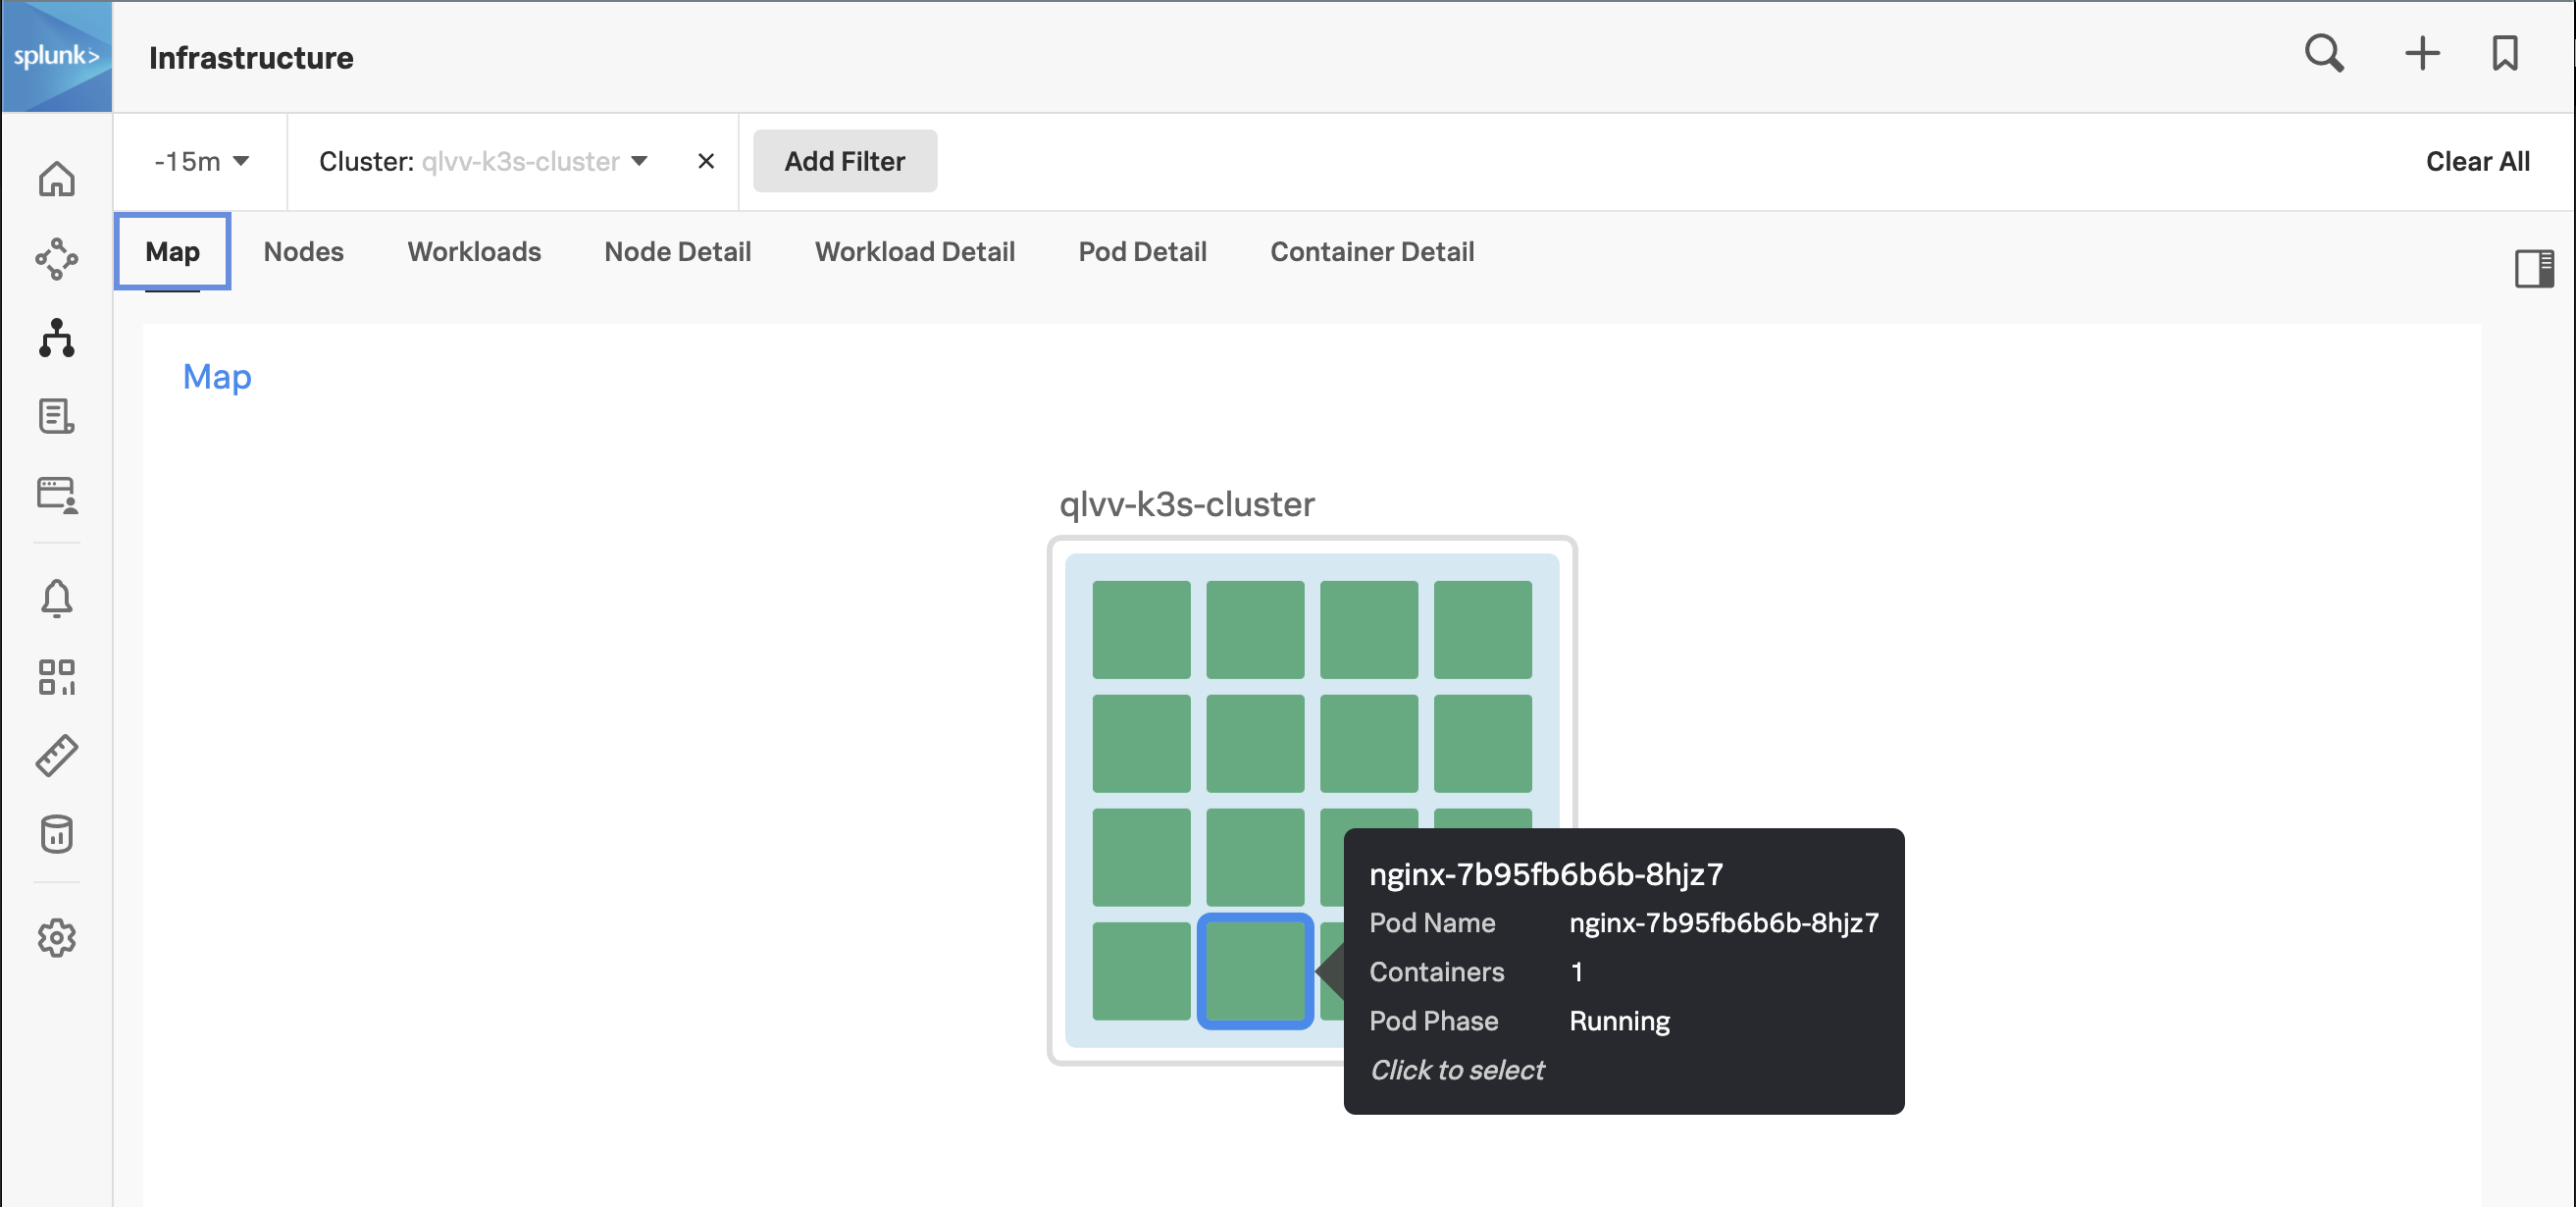 splunk>
Infrastructure
-15m
Cluster: qlvv-k3s-cluster
Add Filter
Clear All
Map
Nodes
Workloads
Node Detail
Workload Detail
Pod Detail
Container Detail
Map
qlvv-k3s-cluster
nginx-7b95fb6b6b-8hjz7
Pod Name nginx-7b95fb6b6b-8hjz7
Containers 1
Pod Phase Running
Click to select